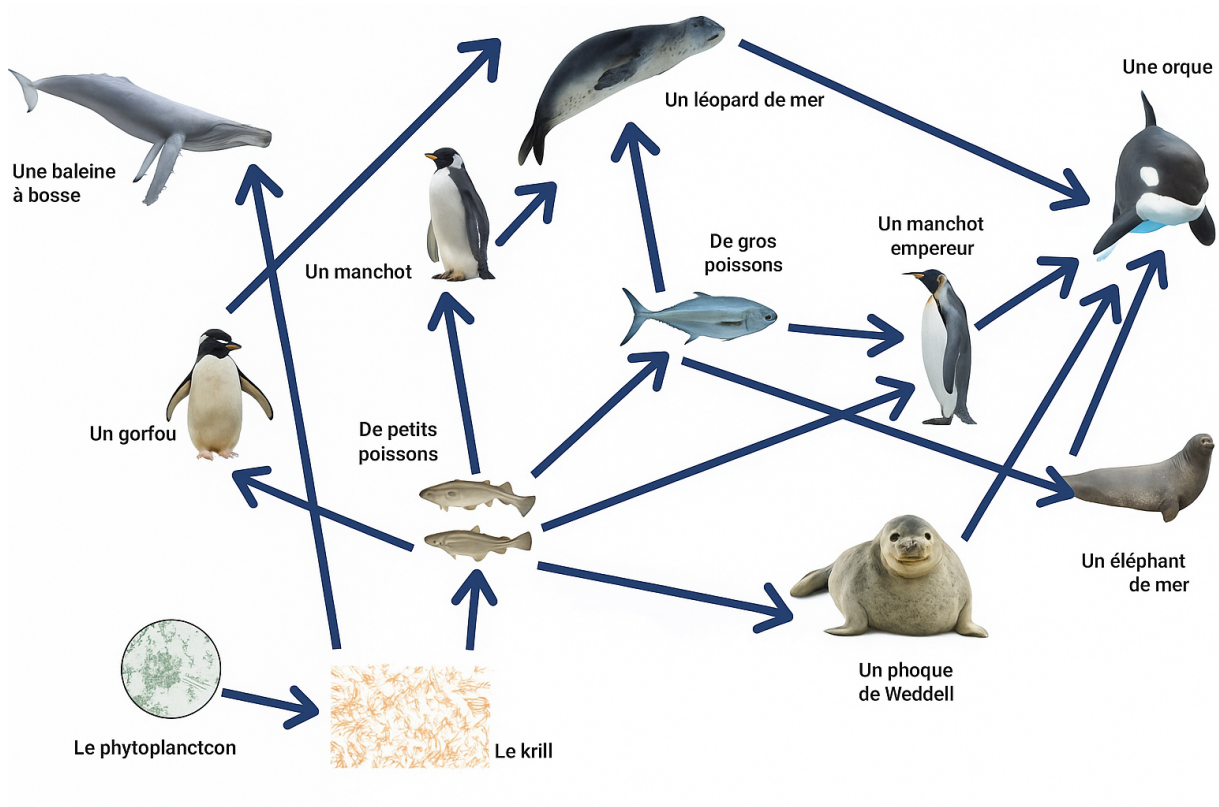 Une orque
Un léopard de mer
Une baleine
à bosse
Un manchot
empereur
De gros
poissons
Un manchot
Un gorfou
De petits
poissons
Un éléphant
de mer
Un phoque
de Weddell
Le phytoplanctcon
Le krill